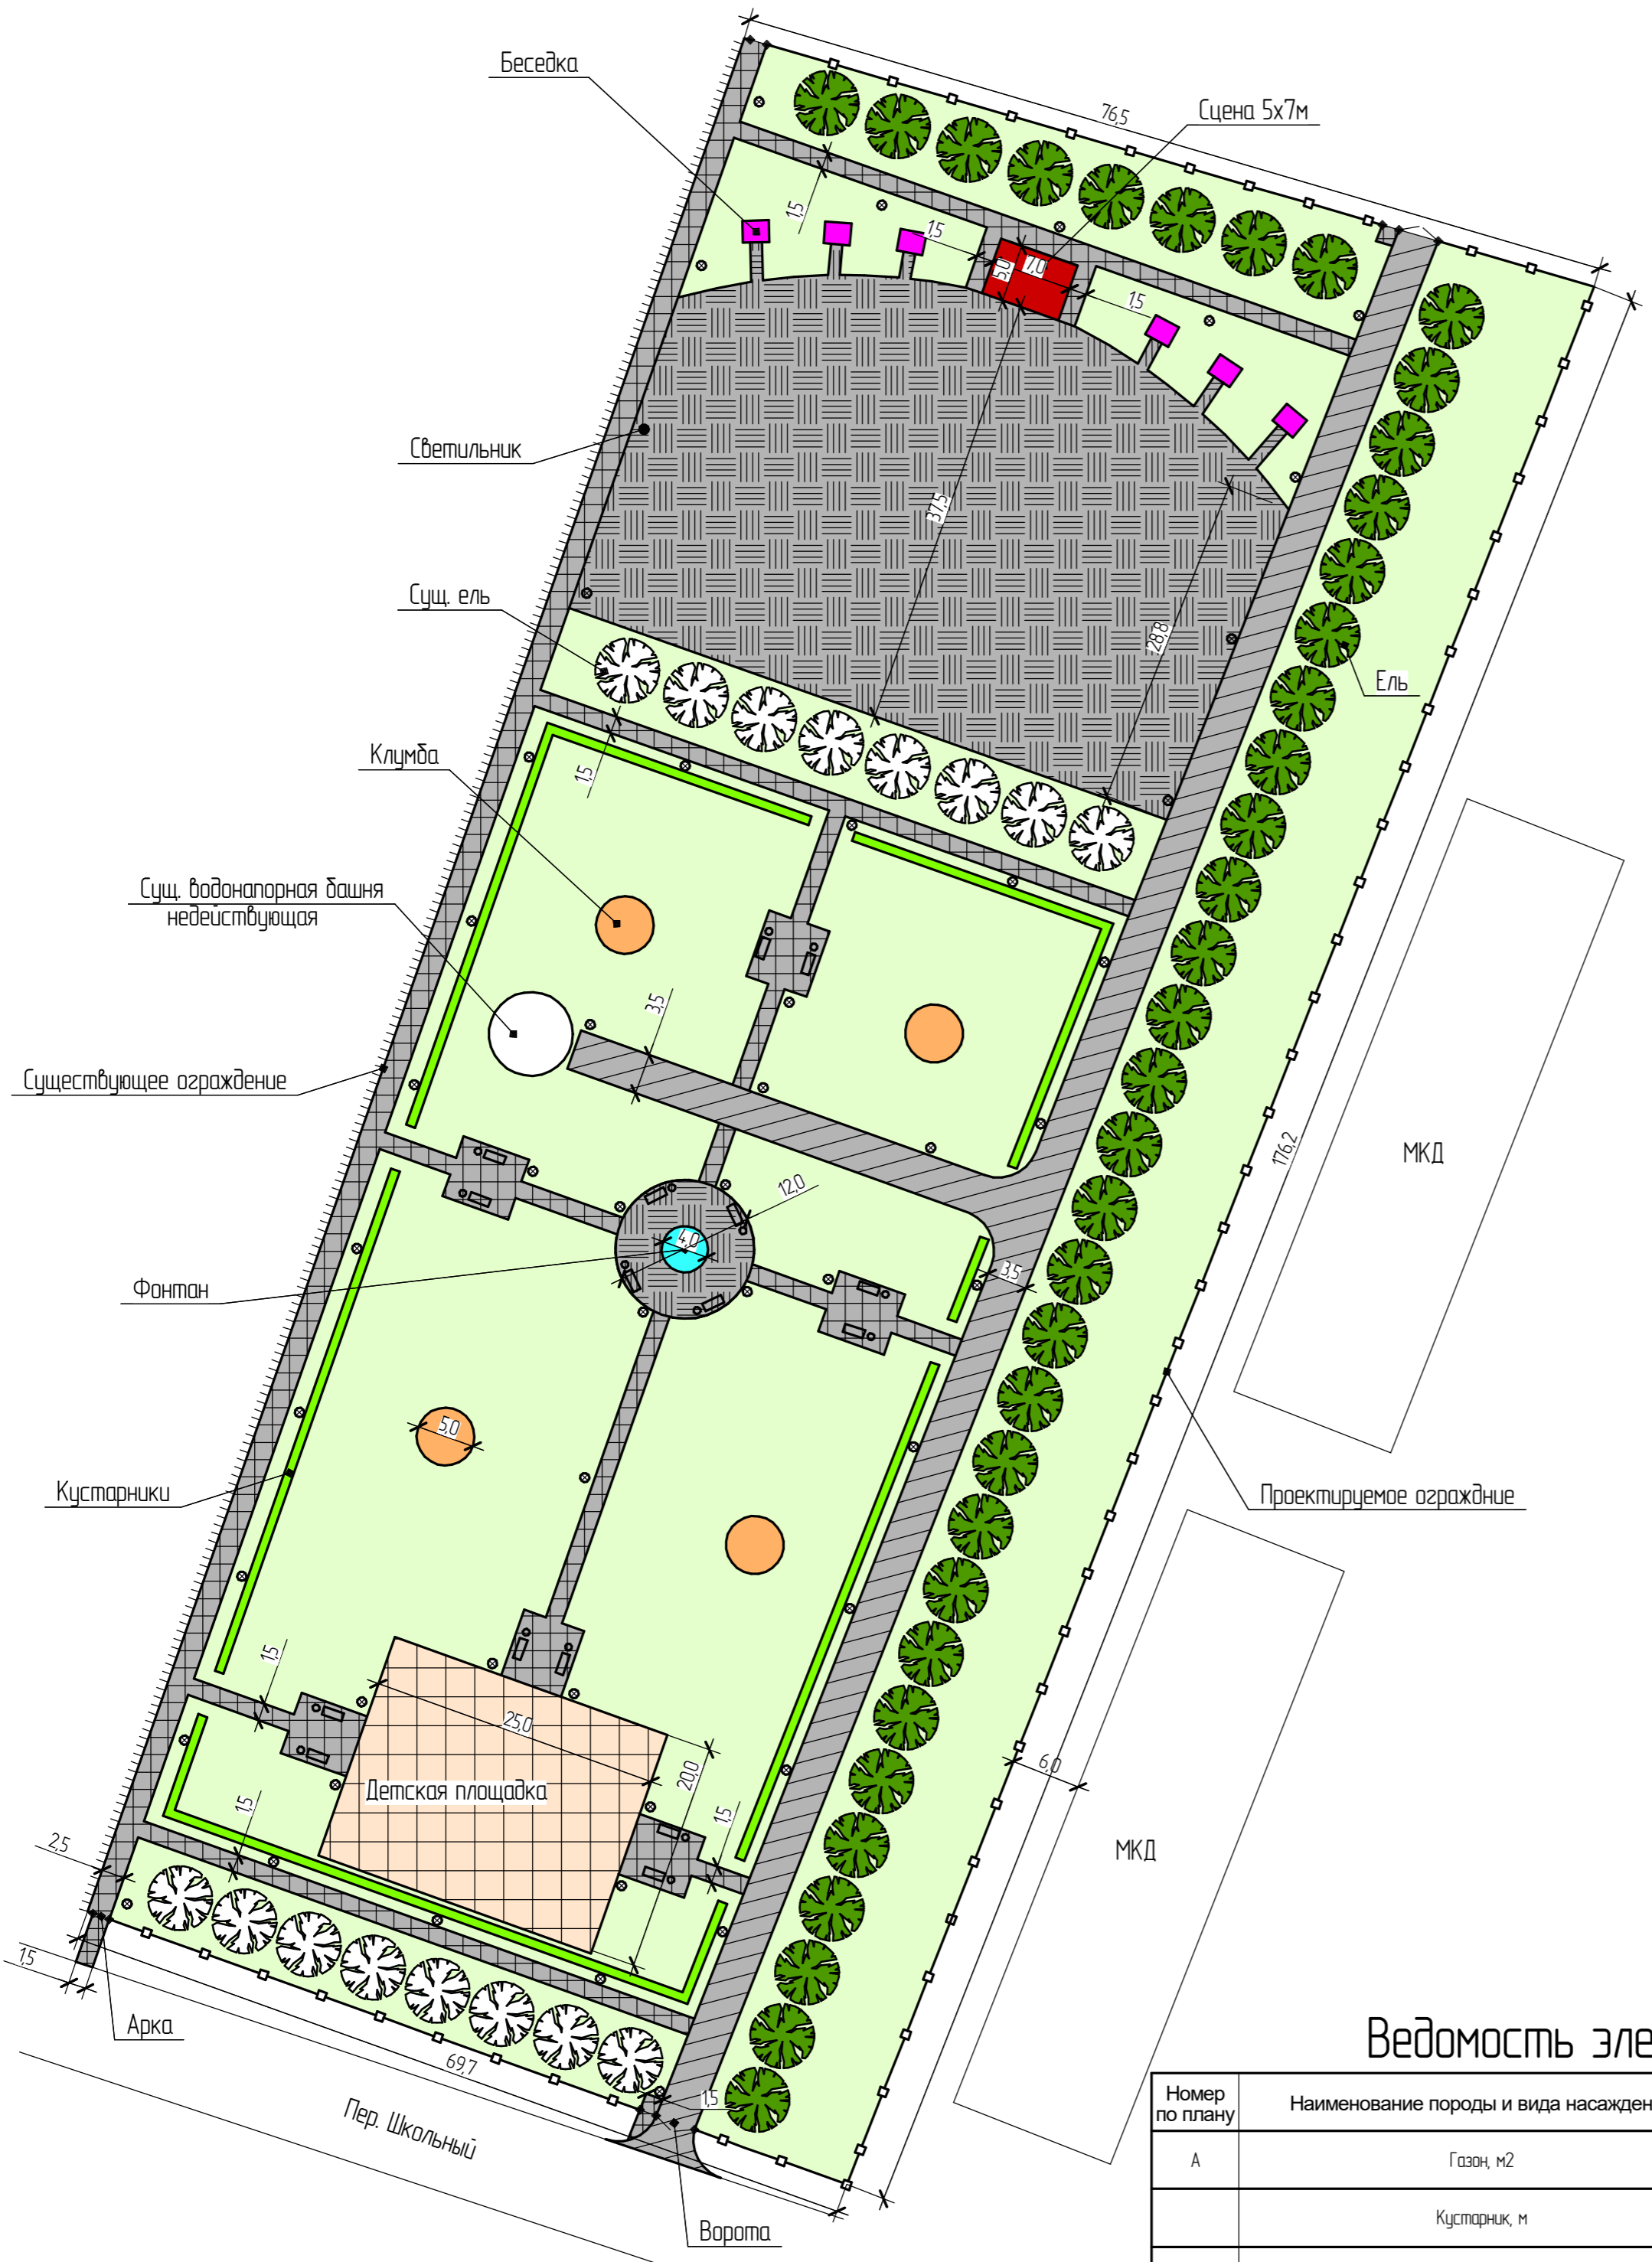 Беседка
76,5
Сцена 5х7м
1,5
1,5
5,0
7,0
1,5
Светильник
37,5
Сущ. ель
28,8
Ель
Клумба
1,5
Сущ. водонапорная башня
недействующая
3,5
Существующее ограждение
МКД
176,2
12,0
4,0
3,5
Фонтан
5,0
Кустарники
Проектируемое ограждние
1,5
25,0
20,0
6,0
Детская площадка
1,5
1,5
2,5
МКД
1,5
Арка
69,7
1,5
Пер. Школьный
Ворота
Ведомость эле
Номер
по плану
Наименование породы и вида насажден
А
Газон, м2
Кустарник, м